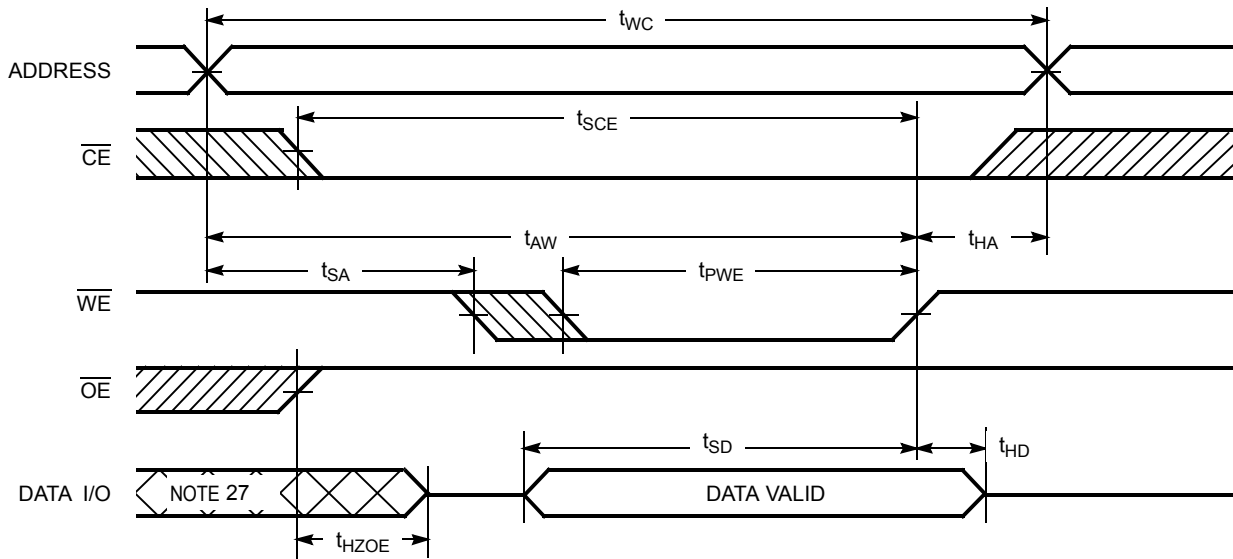 tWC
ADDRESS
tSCE
CE
tAW
tHA
tSA
tPWE
WE
OE
tSD
tHD
DATA I/O
NOTE 27
DATA VALID
tHZOE